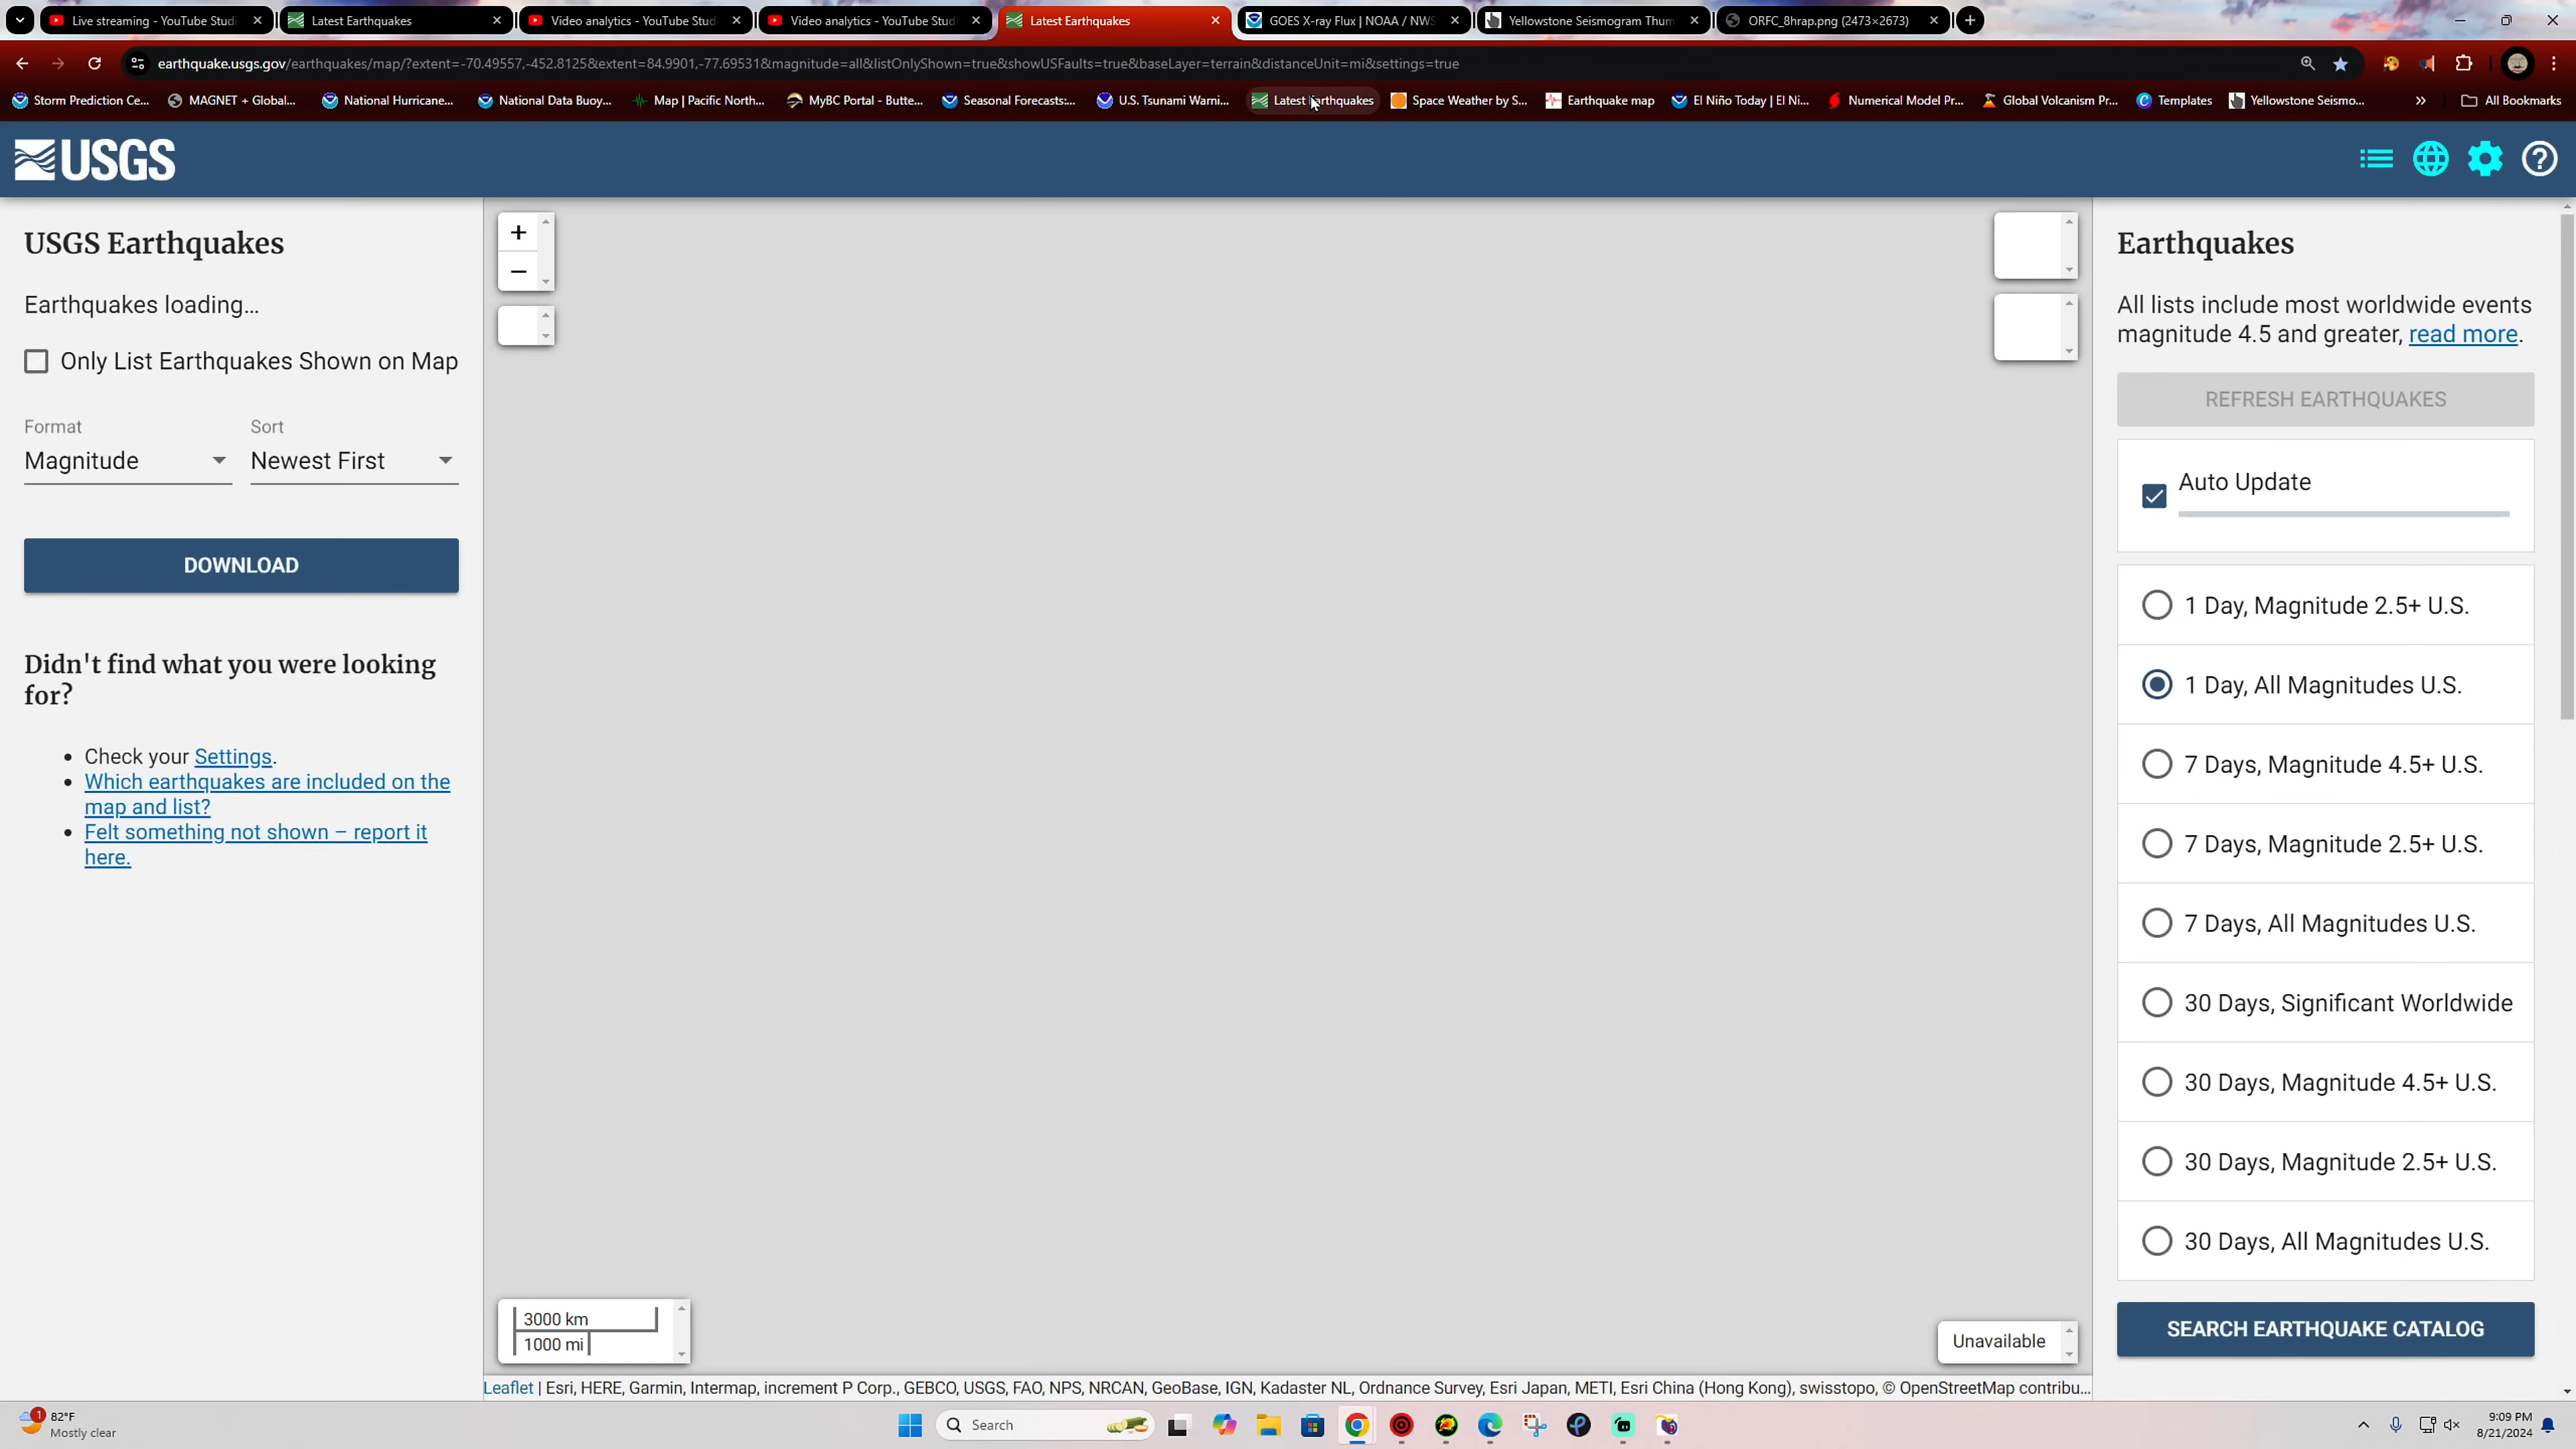 Live streaming - YouTube Studi
Latest Earthquakes
Video analytics - YouTube Stud
Video analytics - YouTube Studi
Latest Earthquakes
GOES X-ray Flux | NOAA / NWS
Yellowstone Seismogram Thum
ORFC_8hrap.png (2473×2673)
earthquake.usgs.gov/earthquakes/map/?extent=-70.49557,-452.8125&extent=84.9901,-77.69531&magnitude=all&listOnlyShown=true&showUSFaults=true&baseLayer=terrain&distanceUnit=mi&settings=true
Storm Prediction Ce...
MAGNET + Global...
National Hurricane...
National Data Buoy...
Map | Pacific North...
MyBC Portal - Butte...
Seasonal Forecasts:...
U.S. Tsunami Warni...
Latest Earthquakes
Space Weather by S...
Earthquake map
El Niño Today | El Ni...
Numerical Model Pr...
Global Volcanism Pr...
Templates
Yellowstone Seismo...
All Bookmarks
USGS
USGS Earthquakes
Earthquakes loading...
Only List Earthquakes Shown on Map
Format
Sort
Magnitude
Newest First
DOWNLOAD
Didn't find what you were looking
for?
Check your Settings.
Which earthquakes are included on the
map and list?
Felt something not shown – report it
here.
+
−
3000 km
1000 mi
Unavailable
Leaflet | Esri, HERE, Garmin, Intermap, increment P Corp., GEBCO, USGS, FAO, NPS, NRCAN, GeoBase, IGN, Kadaster NL, Ordnance Survey, Esri Japan, METI, Esri China (Hong Kong), swisstopo, © OpenStreetMap contribu...
Earthquakes
All lists include most worldwide events
magnitude 4.5 and greater, read more.
REFRESH EARTHQUAKES
Auto Update
1 Day, Magnitude 2.5+ U.S.
1 Day, All Magnitudes U.S.
7 Days, Magnitude 4.5+ U.S.
7 Days, Magnitude 2.5+ U.S.
7 Days, All Magnitudes U.S.
30 Days, Significant Worldwide
30 Days, Magnitude 4.5+ U.S.
30 Days, Magnitude 2.5+ U.S.
30 Days, All Magnitudes U.S.
SEARCH EARTHQUAKE CATALOG
1
82°F
Mostly clear
Search
9:09 PM
8/21/2024